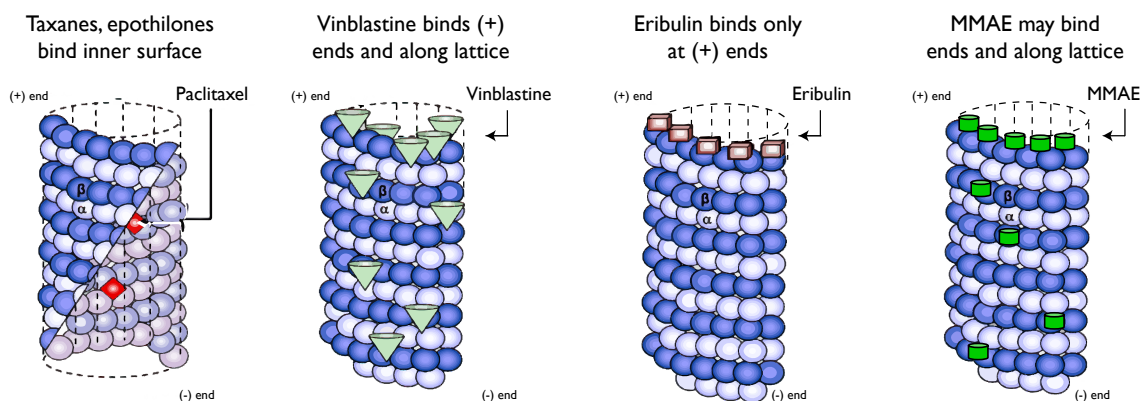 Taxanes, epothilones
bind inner surface
(+) end
Paclitaxel
β
α
(-) end
Vinblastine binds (+)
ends and along lattice
(+) end
Vinblastine
β
α
(-) end
Eribulin binds only
at (+) ends
(+) end
Eribulin
β
α
(-) end
MMAE may bind
ends and along lattice
(+) end
MMAE
β
α
(-) end